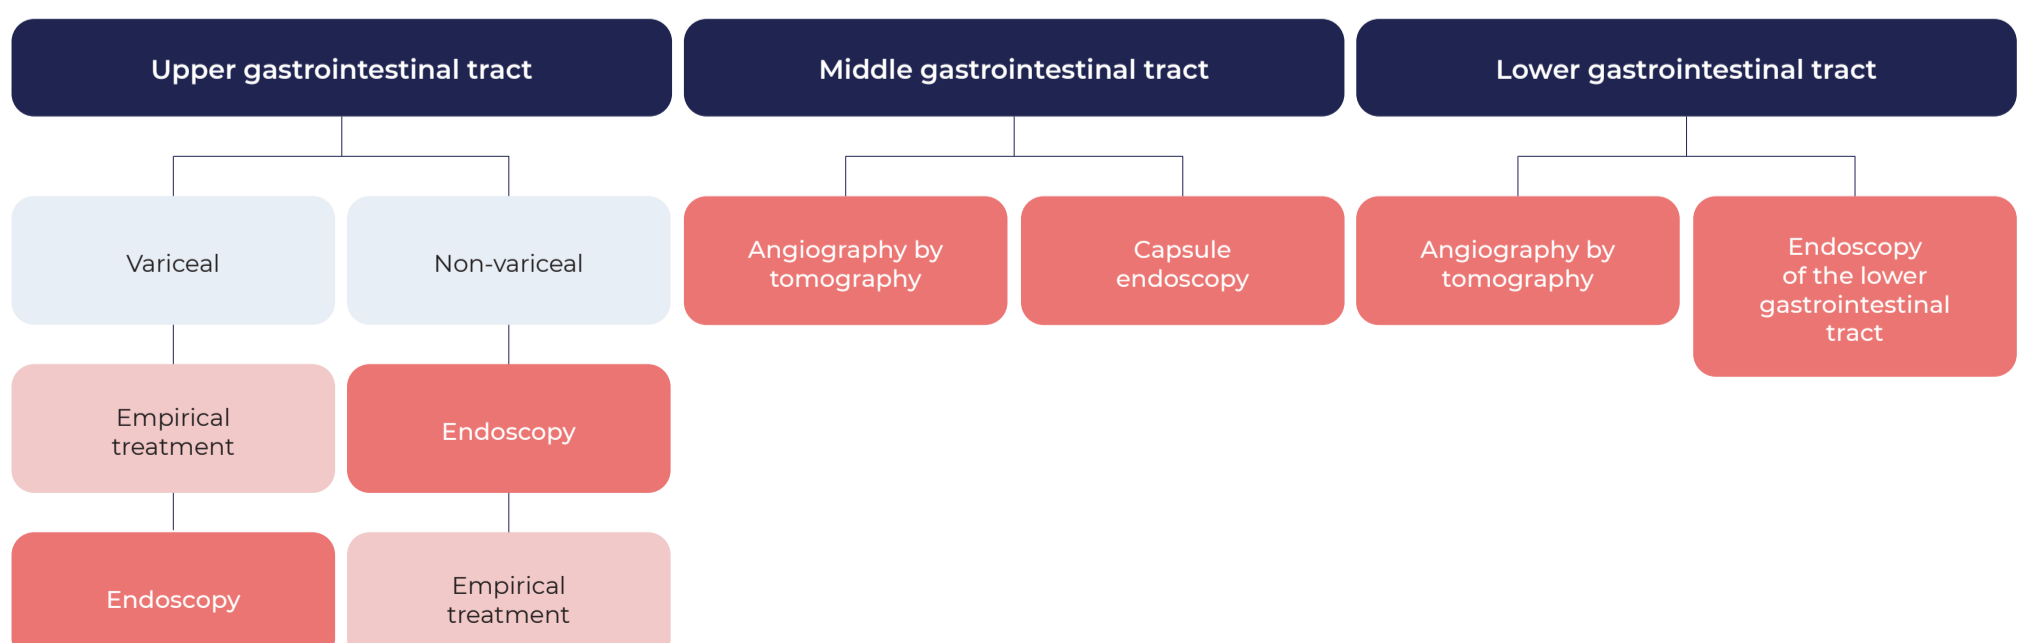 Upper gastrointestinal tract
Middle gastrointestinal tract
Lower gastrointestinal tract
Variceal
Non-variceal
Angiography by
tomography
Capsule
endoscopy
Angiography by
tomography
Endoscopy
of the lower
gastrointestinal
tract
Empirical
treatment
Endoscopy
Endoscopy
Empirical
treatment